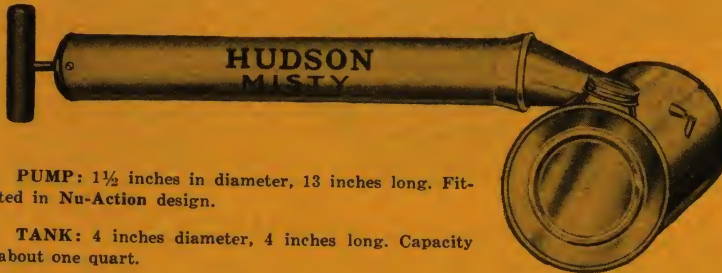 HUDSON
MISTY
PUMP: 1½ inches in diameter, 13 inches long. Fit-
ted in Nu-Action design.
TANK: 4 inches diameter, 4 inches long. Capacity
about one quart.